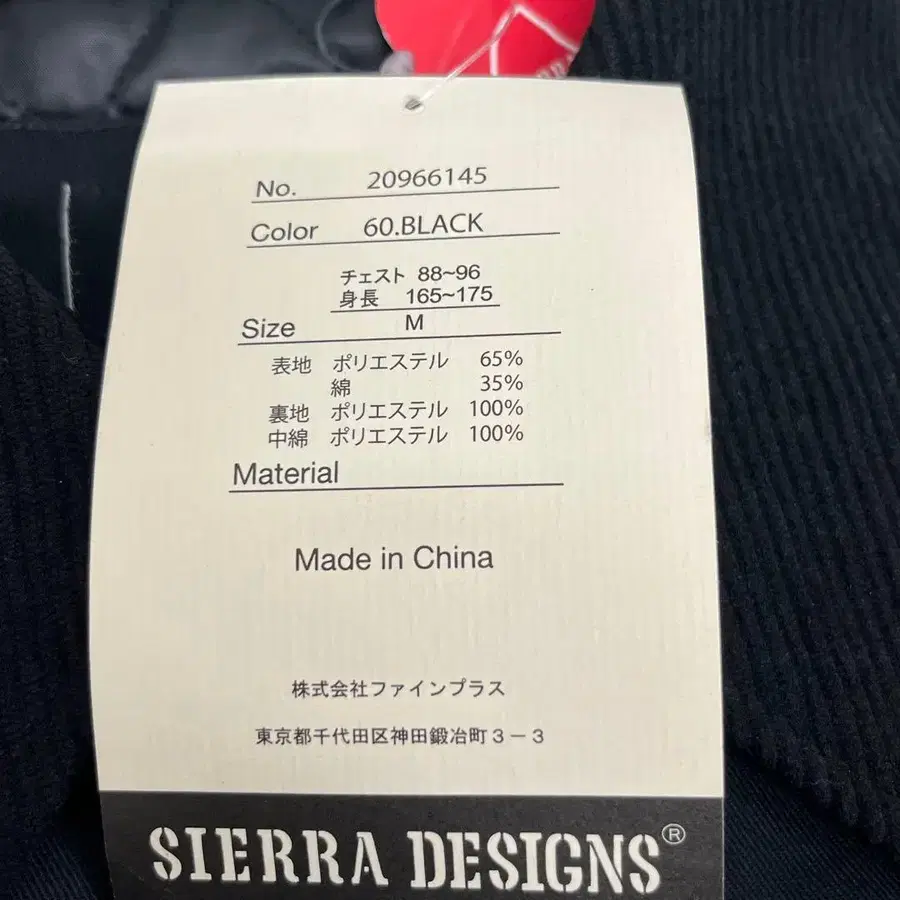 No. 20966145
Color 60.BLACK
チェスト 88~96
身長 165~175
Size M
表地 ポリエステル 65%
綿 35%
裏地 ポリエステル 100%
中綿 ポリエステル 100%
Material
Made in China
株式会社ファインプラス
東京都千代田区神田鍛冶町3-3
SIERRA DESIGNS®